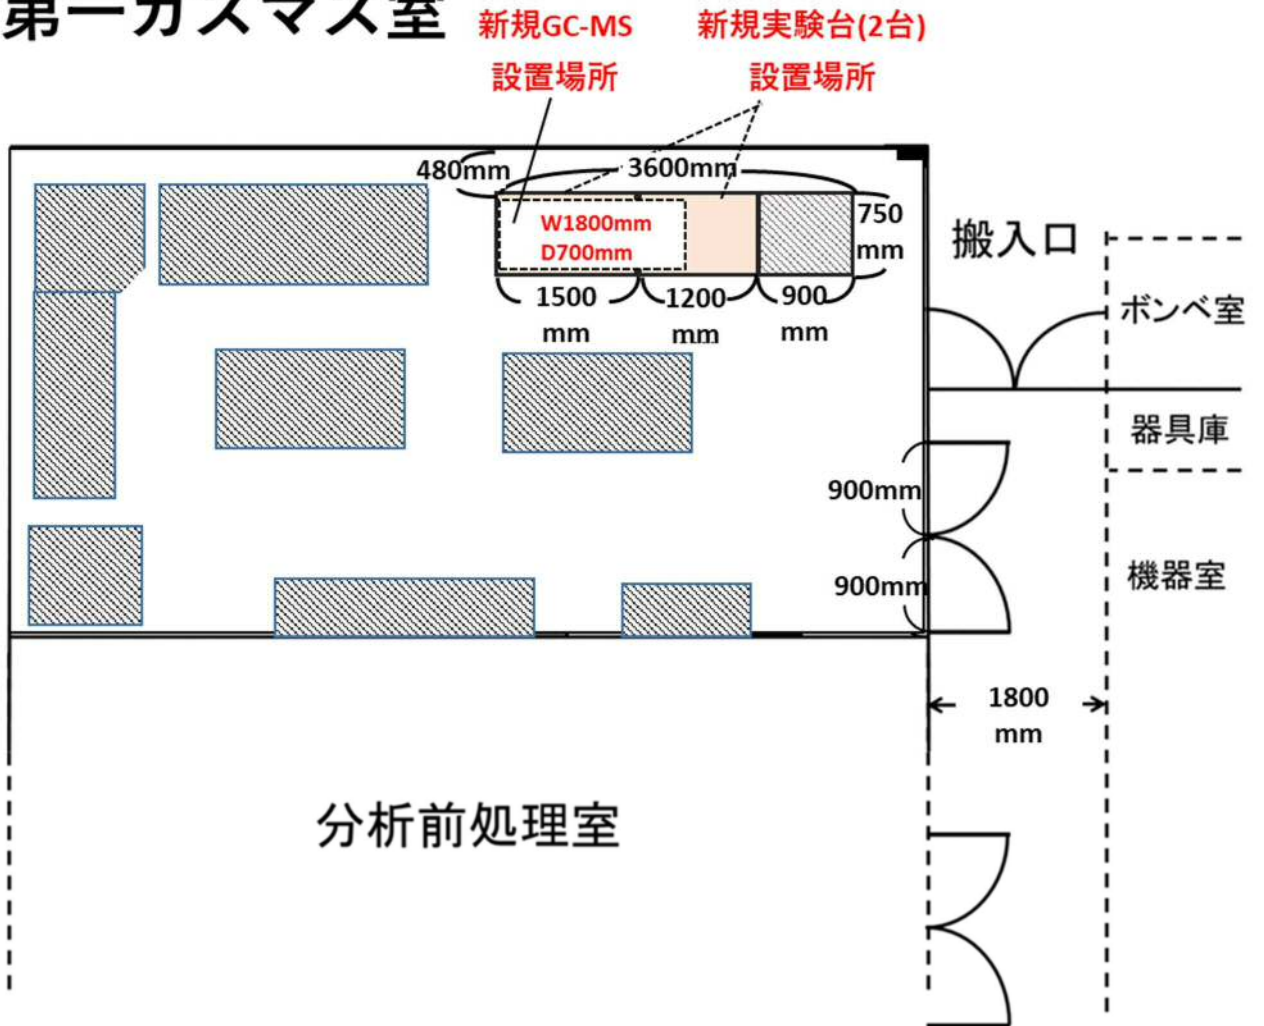 第一ガスマス室
新規GC-MS
設置場所
新規実験台(2台)
設置場所
480mm
3600mm
W1800mm
D700mm
750
mm
1500
mm
1200
mm
900
mm
搬入口
ボンベ室
器具庫
900mm
900mm
機器室
1800
mm
分析前処理室